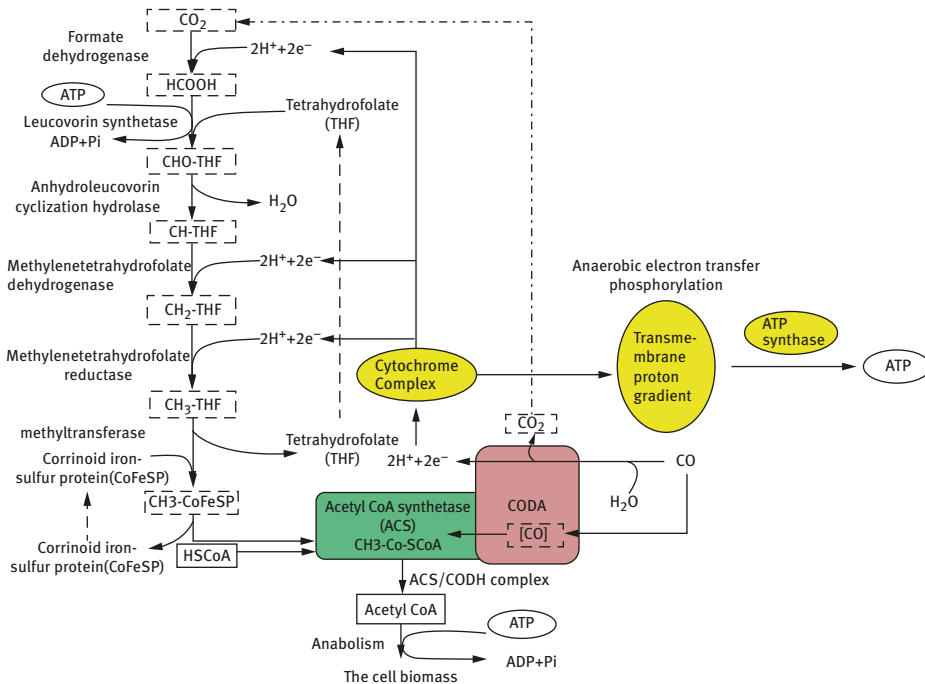 CO2
Formate
dehydrogenase
2H⁺+2e⁻
HCOOH
ATP
Leucovorin synthetase
ADP+Pi
Tetrahydrofolate
(THF)
CHO-THF
Anhydroleucovorin
cyclization hydrolase
H2O
CH-THF
Methylenetetrahydrofolate
dehydrogenase
2H⁺+2e⁻
CH2-THF
Methylenetetrahydrofolate
reductase
2H⁺+2e⁻
CH3-THF
methyltransferase
Tetrahydrofolate
(THF)
Corrinoid iron-
sulfur protein(CoFeSP)
CH3-CoFeSP
Corrinoid iron-
sulfur protein(CoFeSP)
HSCoA
Cytochrome
Complex
Anaerobic electron transfer
phosphorylation
Transme-
mbrane
proton
gradient
ATP
synthase
ATP
CO2
2H⁺+2e⁻
CO
H2O
CODA
[CO]
Acetyl CoA synthetase
(ACS)
CH3-Co-SCoA
ACS/CODH complex
Acetyl CoA
Anabolism
ATP
ADP+Pi
The cell biomass